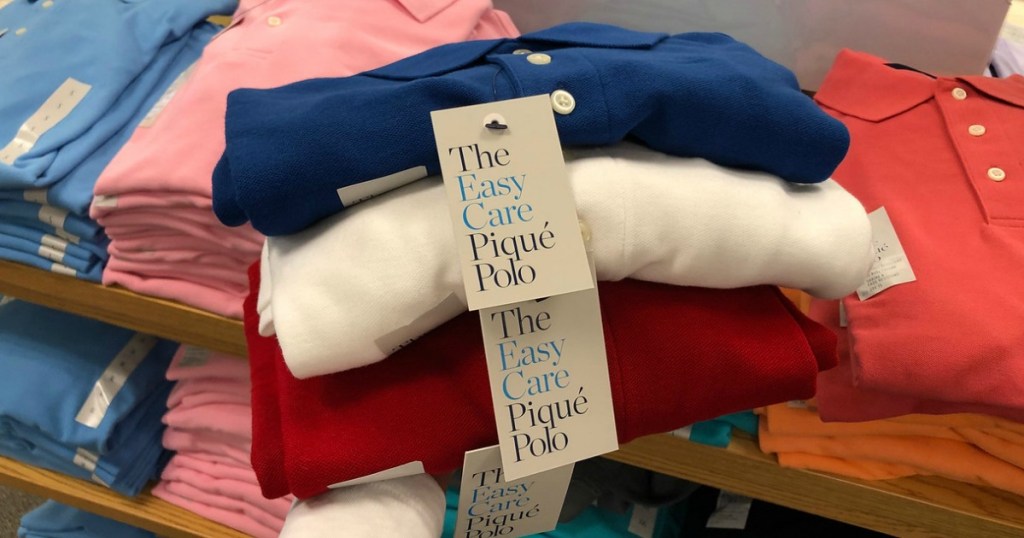 The
Easy
Care
Piqué
Polo
The
Easy
Care
Piqué
Polo
The
Easy
Care
Piqué
Polo